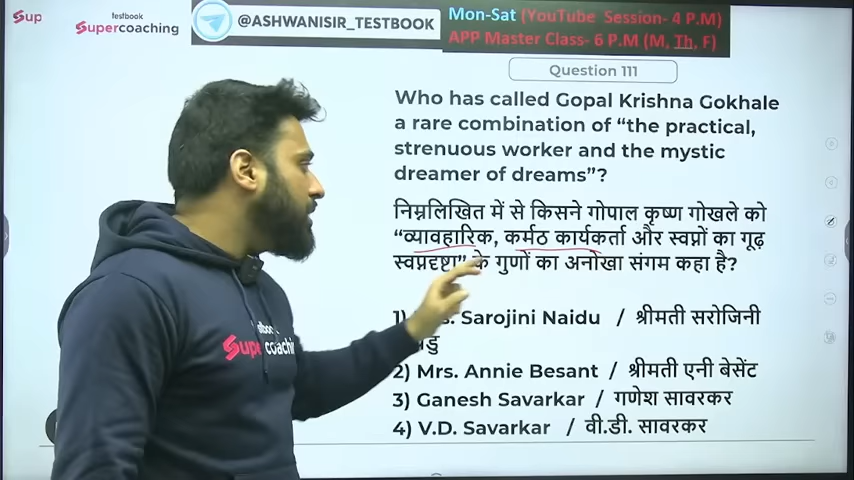 Sup
testbook
Supercoaching
@ASHWANISIR_TESTBOOK
Mon-Sat (YouTube Session- 4 P.M)
APP Master Class- 6 P.M (M, Th, F)
Question 111
Who has called Gopal Krishna Gokhale
a rare combination of “the practical,
strenuous worker and the mystic
dreamer of dreams”?
निम्नलिखित में से किसने गोपाल कृष्ण गोखले को
“व्यावहारिक, कर्मठ कार्यकर्ता और स्वप्नों का गूढ़
स्वप्नदृष्टा” के गुणों का अनोखा संगम कहा है?
1) Sarojini Naidu / श्रीमती सरोजिनी
2) Mrs. Annie Besant / श्रीमती एनी बेसेंट
3) Ganesh Savarkar / गणेश सावरकर
4) V.D. Savarkar / वी.डी. सावरकर